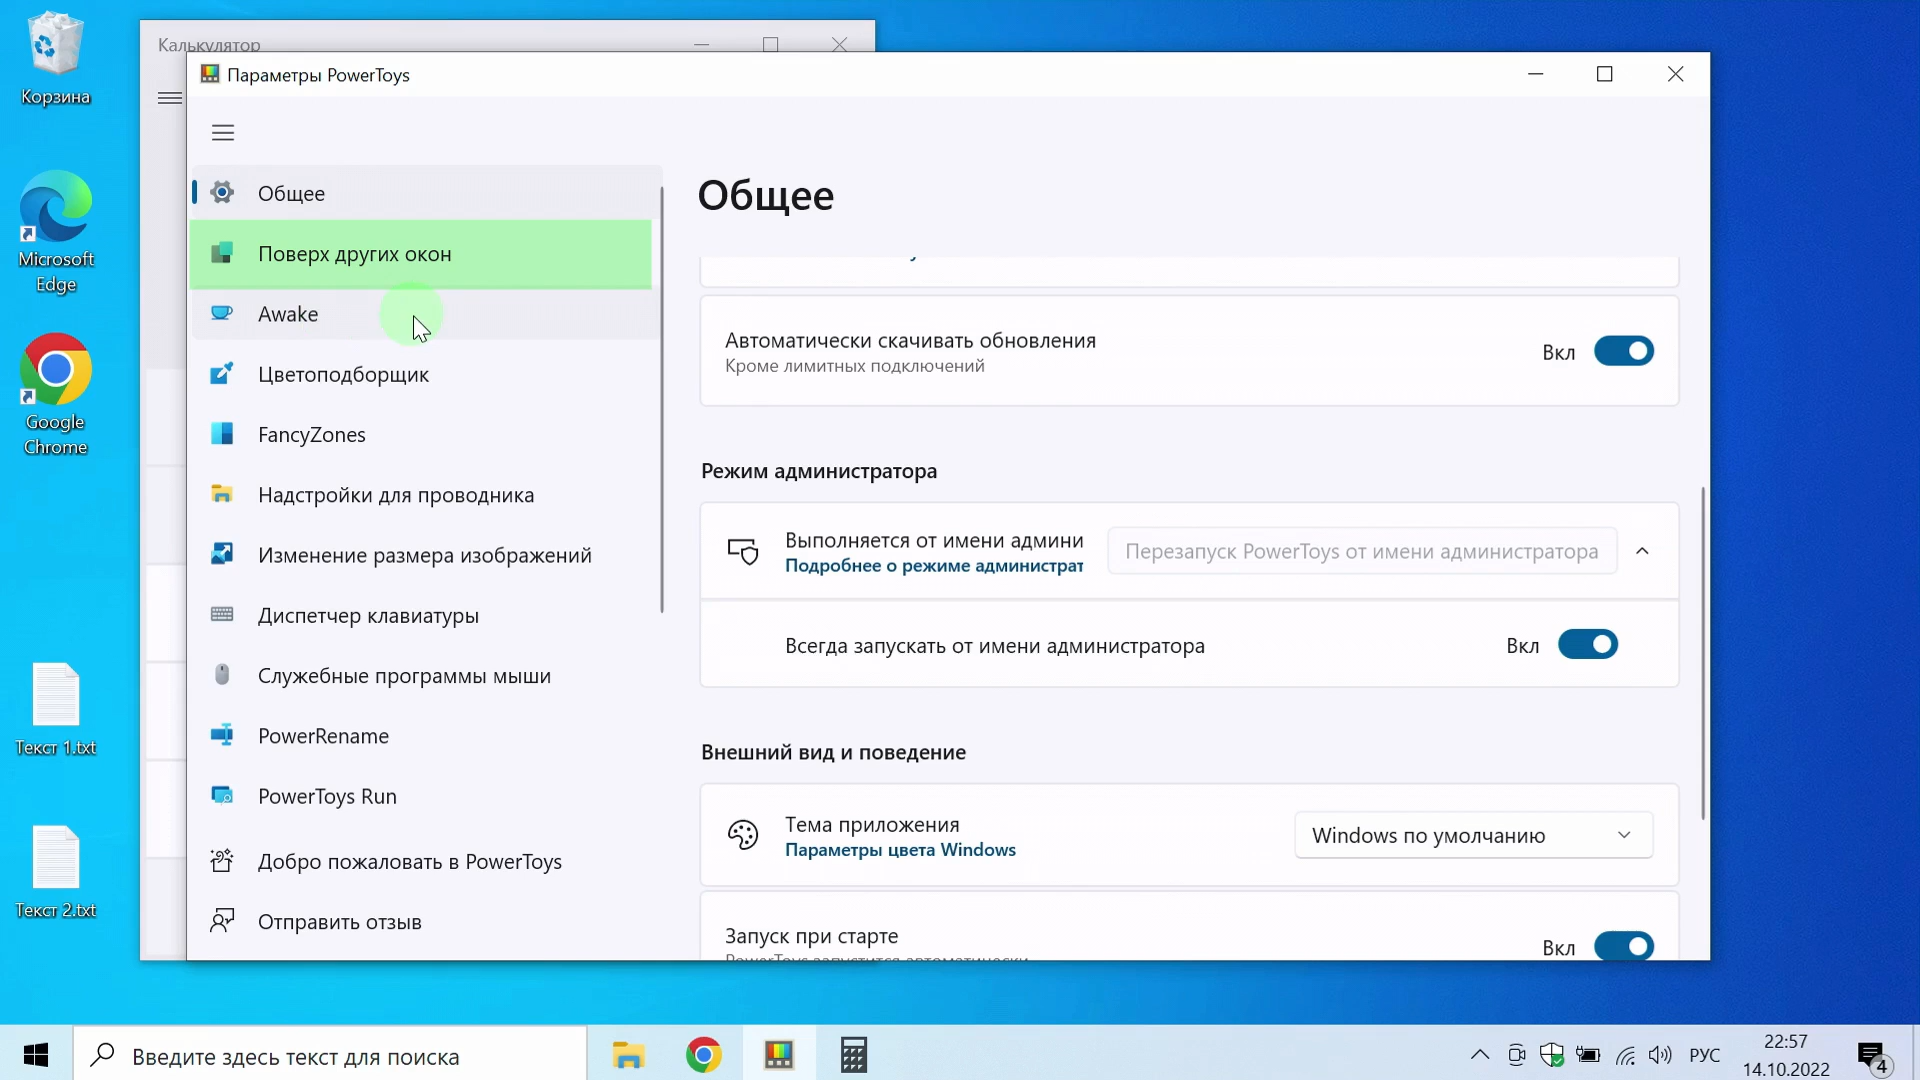 Корзина
Microsoft
Edge
Google
Chrome
Текст 1.txt
Текст 2.txt
Калькулятор
Параметры PowerToys
Общее
Поверх других окон
Awake
Цветоподборщик
FancyZones
Надстройки для проводника
Изменение размера изображений
Диспетчер клавиатуры
Служебные программы мыши
PowerRename
PowerToys Run
Добро пожаловать в PowerToys
Отправить отзыв
Общее
Автоматически скачивать обновления
Кроме лимитных подключений
Вкл
Режим администратора
Выполняется от имени админи
Подробнее о режиме администрат
Перезапуск PowerToys от имени администратора
Всегда запускать от имени администратора
Вкл
Внешний вид и поведение
Тема приложения
Параметры цвета Windows
Windows по умолчанию
Запуск при старте
PowerToys запустится автоматически
Вкл
Введите здесь текст для поиска
РУС
22:57
14.10.2022
4